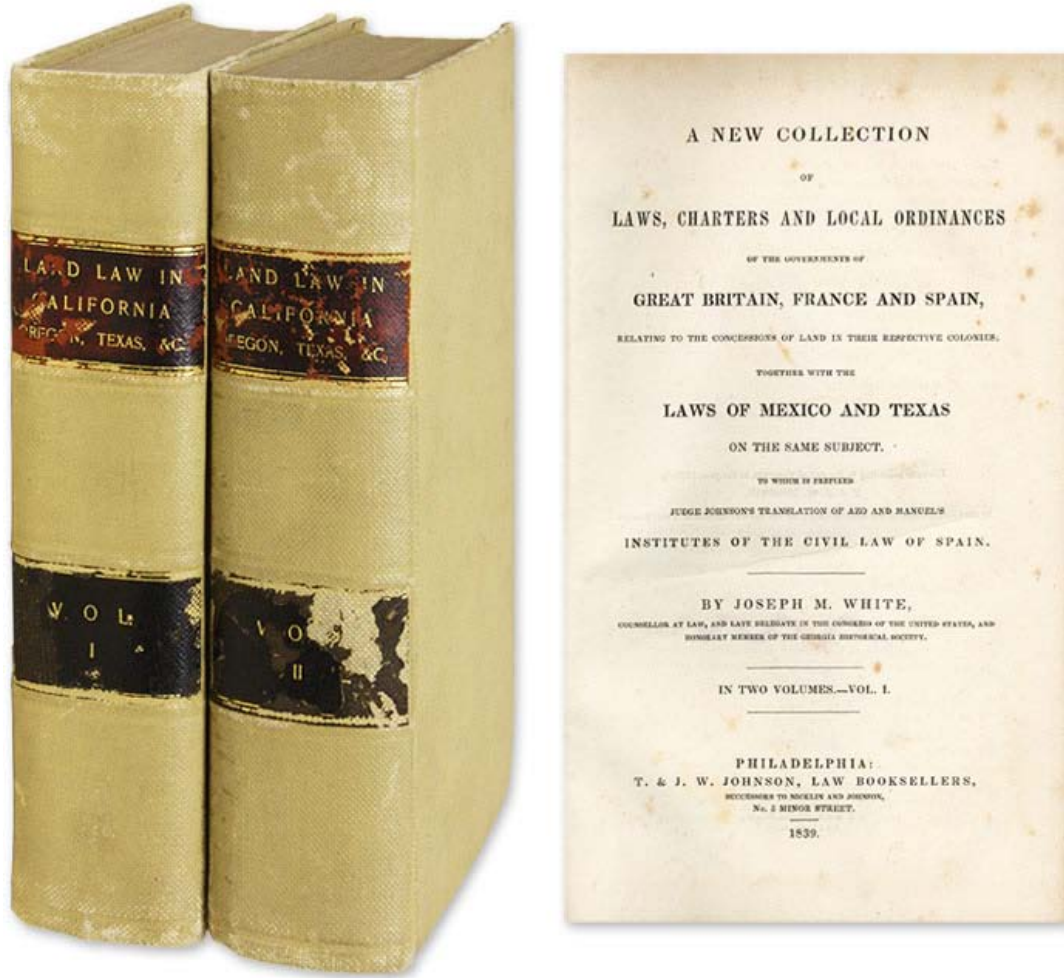 LAND LAW IN
CALIFORNIA
OREGON, TEXAS, &C.
VOL.
I
LAND LAW IN
CALIFORNIA
OREGON, TEXAS, &C.
VOL
II
A NEW COLLECTION
OF
LAWS, CHARTERS AND LOCAL ORDINANCES
OF THE GOVERNMENTS OF
GREAT BRITAIN, FRANCE AND SPAIN,
RELATING TO THE CONCESSIONS OF LAND IN THEIR RESPECTIVE COLONIES;
TOGETHER WITH THE
LAWS OF MEXICO AND TEXAS
ON THE SAME SUBJECT.
TO WHICH IS PREFIXED
JUDGE JOHNSON'S TRANSLATION OF AZO AND MANUEL'S
INSTITUTES OF THE CIVIL LAW OF SPAIN.
BY JOSEPH M. WHITE,
COUNSELLOR AT LAW, AND LATE DELEGATE IN THE CONGRESS OF THE UNITED STATES, AND
HONORARY MEMBER OF THE GEORGIA HISTORICAL SOCIETY.
IN TWO VOLUMES.—VOL. I.
PHILADELPHIA:
T. & J. W. JOHNSON, LAW BOOKSELLERS,
SUCCESSORS TO NICKLIN AND JOHNSON,
No. 5 MINOR STREET.
1839.